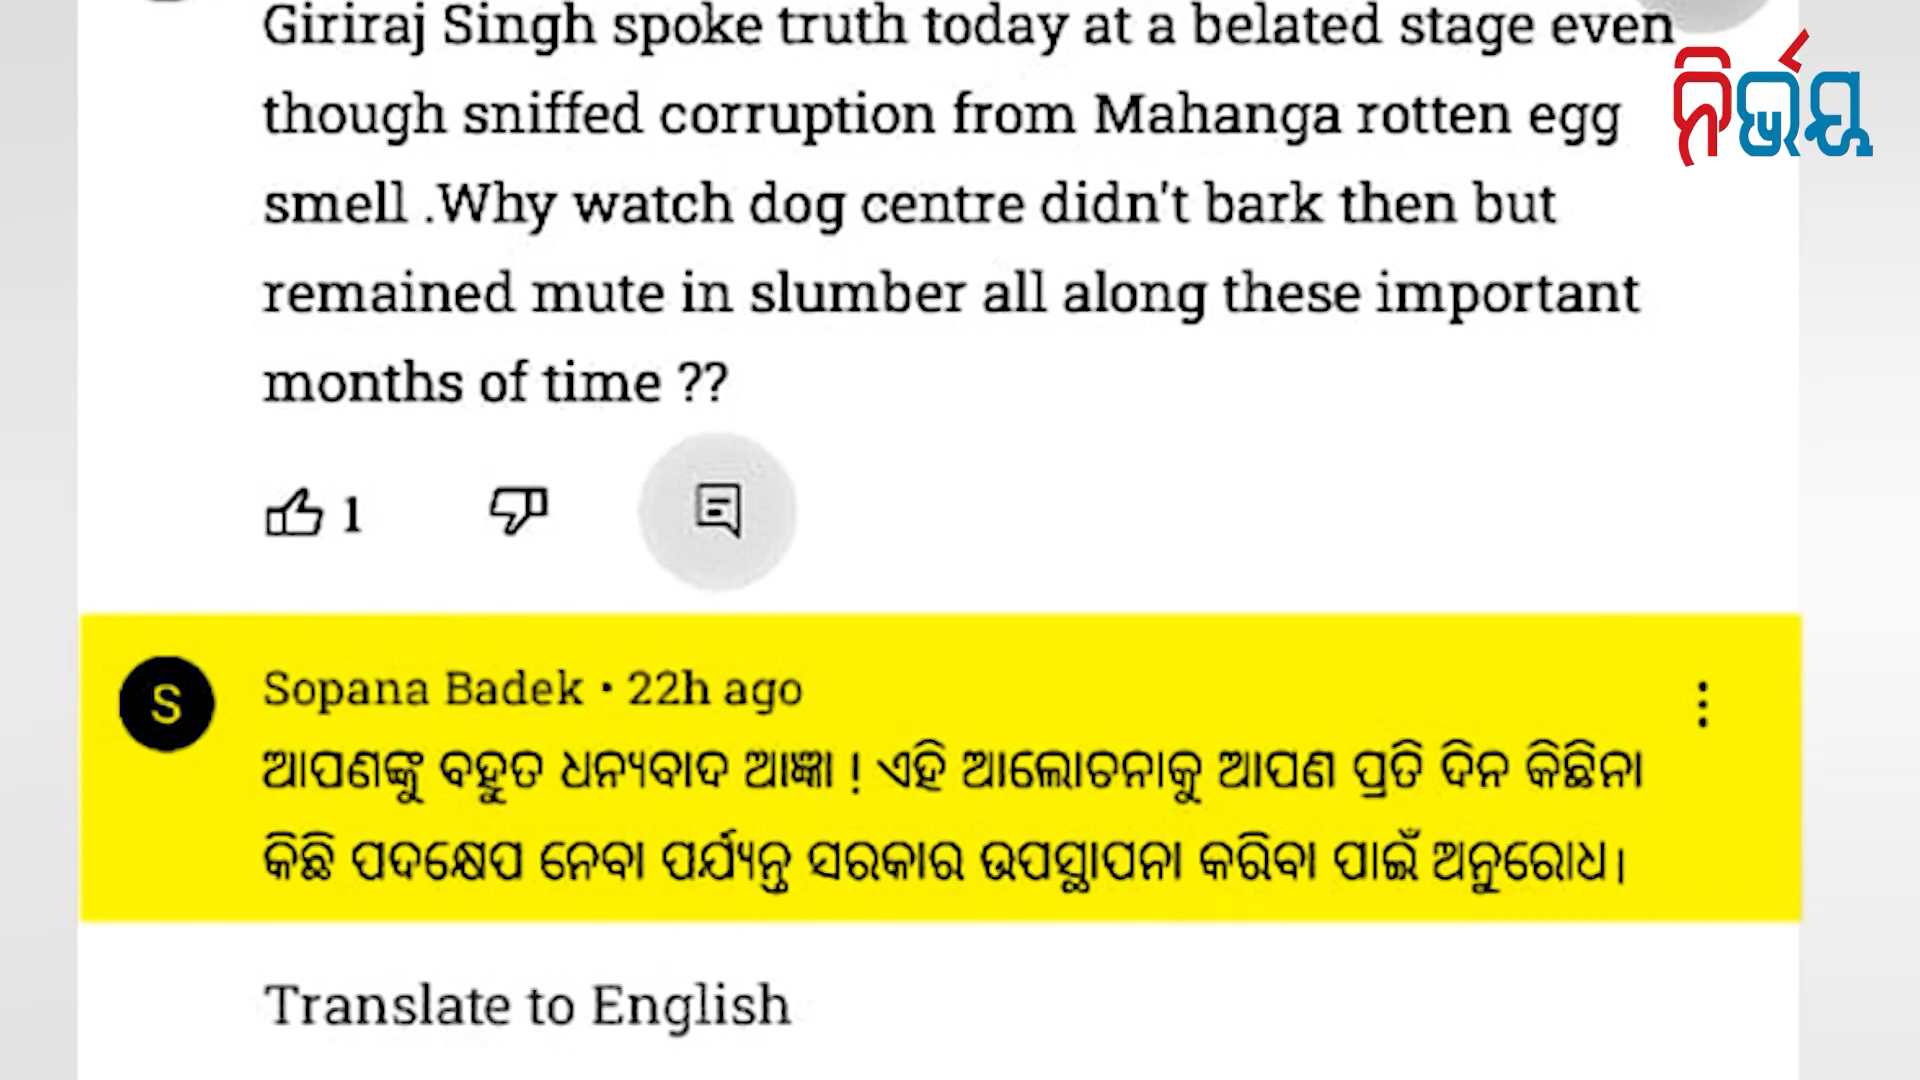 Giriraj Singh spoke truth today at a belated stage even
ନିର୍ଭୟ
though sniffed corruption from Mahanga rotten egg
smell .Why watch dog centre didn't bark then but
remained mute in slumber all along these important
months of time ??
1
S
Sopana Badek • 22h ago
ଆପଣଙ୍କୁ ବହୁତ ଧନ୍ୟବାଦ ଆଜ୍ଞା ! ଏହି ଆଲୋଚନାକୁ ଆପଣ ପ୍ରତି ଦିନ କିଛିନା
କିଛି ପଦକ୍ଷେପ ନେବା ପର୍ଯ୍ୟନ୍ତ ସରକାର ଉପସ୍ଥାପନା କରିବା ପାଇଁ ଅନୁରୋଧ।
Translate to English